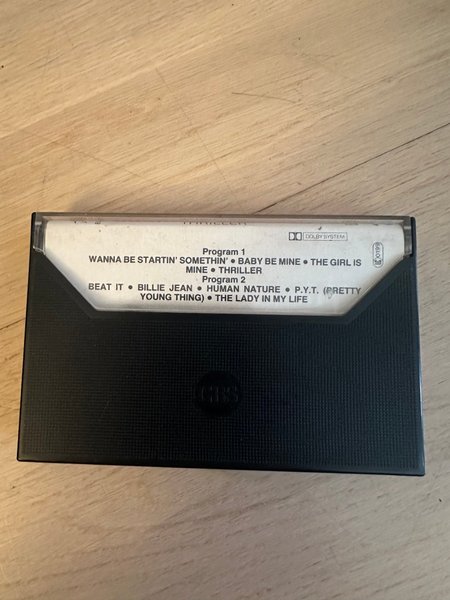 THRILLER
DOLBY SYSTEM
Program 1
WANNA BE STARTIN' SOMETHIN' • BABY BE MINE • THE GIRL IS
MINE • THRILLER
Program 2
BEAT IT • BILLIE JEAN • HUMAN NATURE • P.Y.T. (PRETTY
YOUNG THING) • THE LADY IN MY LIFE
CBS